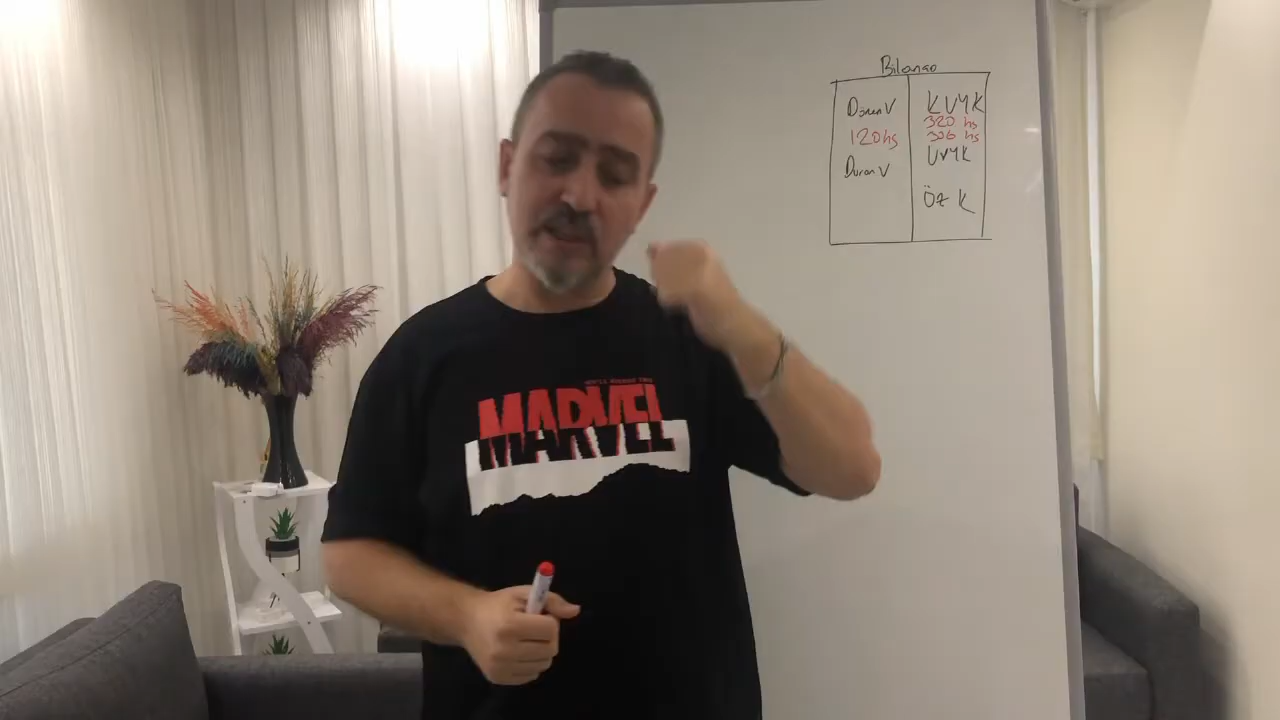 Bilanço
Dönen V
120 hs
Duran V
KVYK
320 hs
306 hs
UVYK
ÖZ K
MARVEL